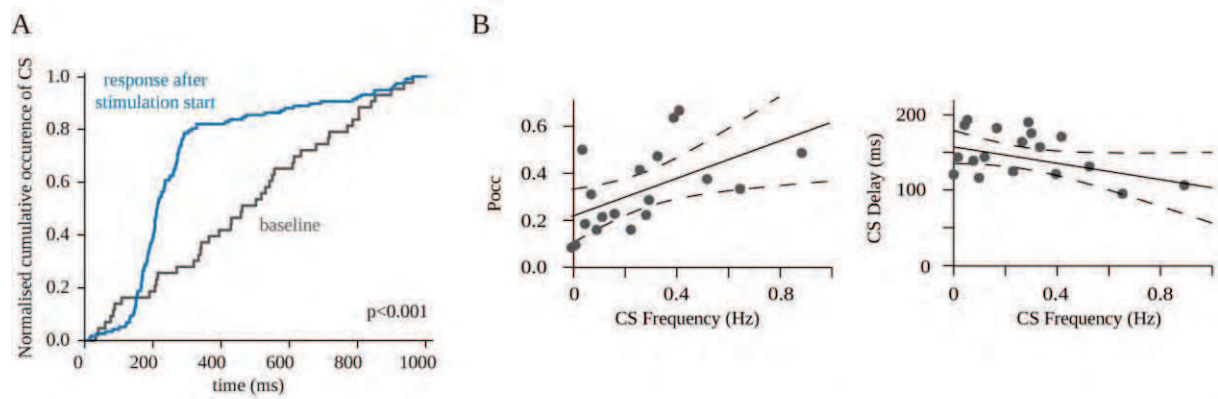 A
Normalised cumulative occurence of CS
1.0
0.8
0.6
0.4
0.2
0.0
response after
stimulation start
baseline
p<0.001
0 200 400 600 800 1000
time (ms)
B
Pocc
0.6
0.4
0.2
0.0
0 0.4 0.8
CS Frequency (Hz)
CS Delay (ms)
200
100
0
0 0.4 0.8
CS Frequency (Hz)